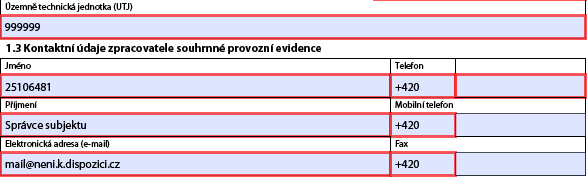 Územně technická jednotka (UTJ)
999999
1.3 Kontaktní údaje zpracovatele souhrnné provozní evidence
Jméno Telefon
25106481 +420
Příjmení Mobilní telefon
Správce subjektu +420
Elektronická adresa (e-mail) Fax
mail@neni.k.dispozici.cz +420